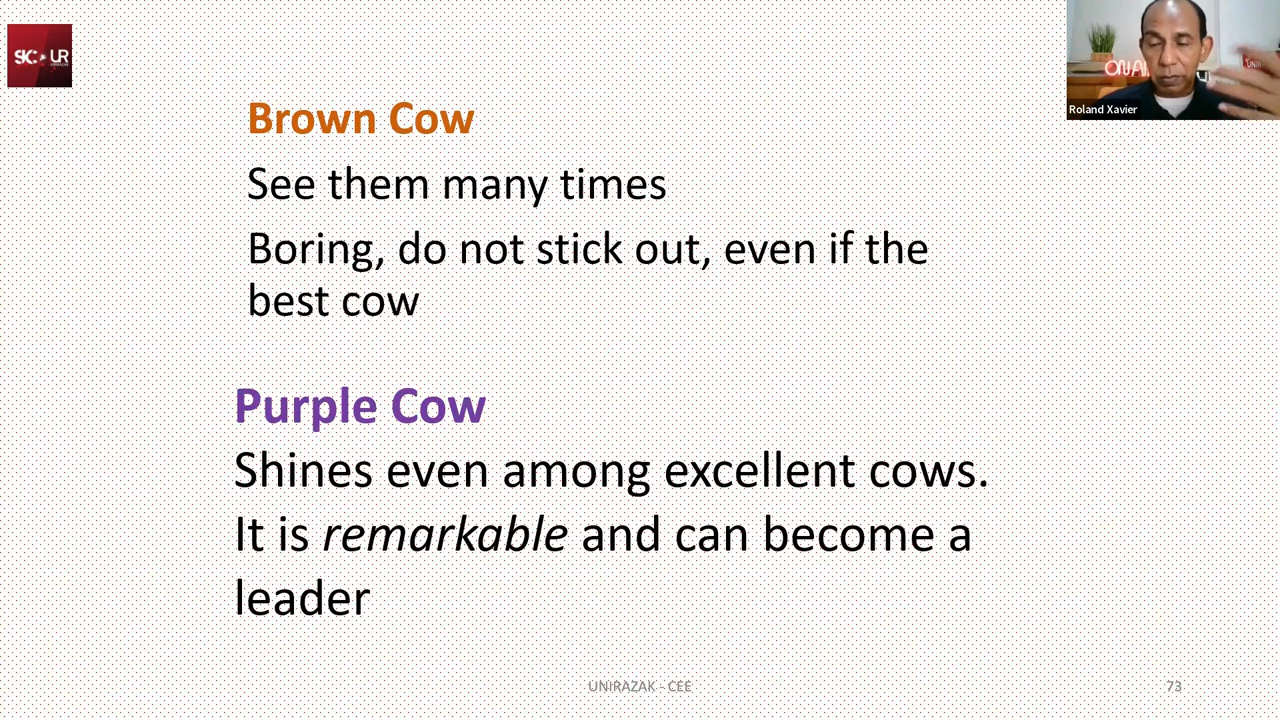 Brown Cow
See them many times
Boring, do not stick out, even if the
best cow
Purple Cow
Shines even among excellent cows.
It is remarkable and can become a
leader
Roland Xavier
UNIRAZAK - CEE
73